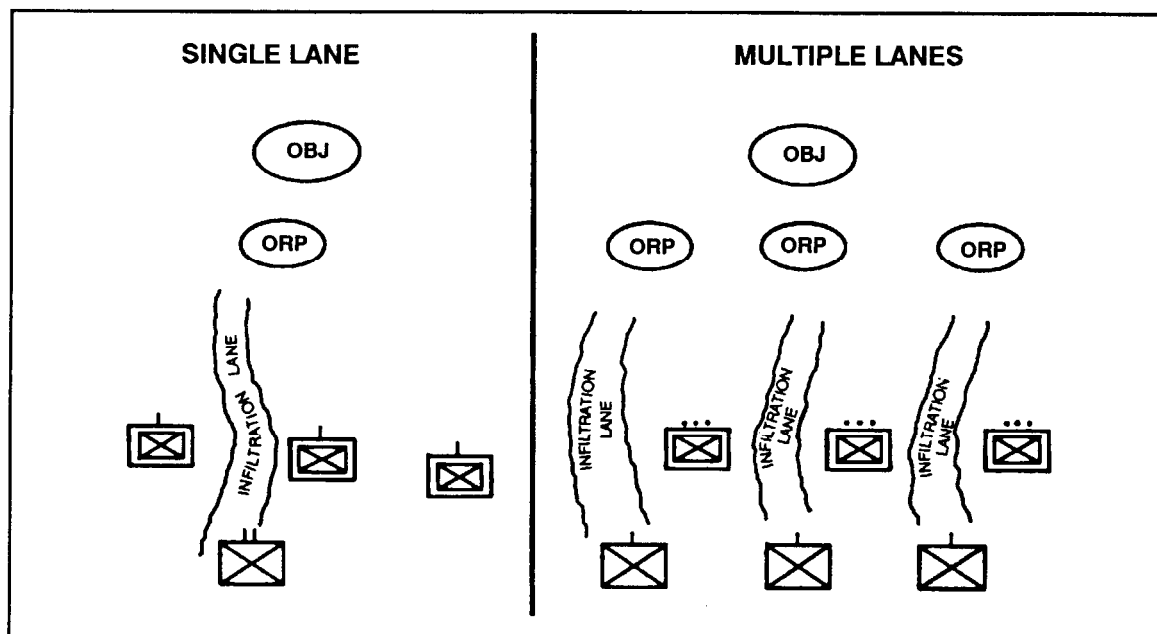 SINGLE LANE
OBJ
ORP
INFILTRATION LANE
MULTIPLE LANES
OBJ
ORP
ORP
ORP
INFILTRATION
LANE
INFILTRATION
LANE
INFILTRATION
LANE